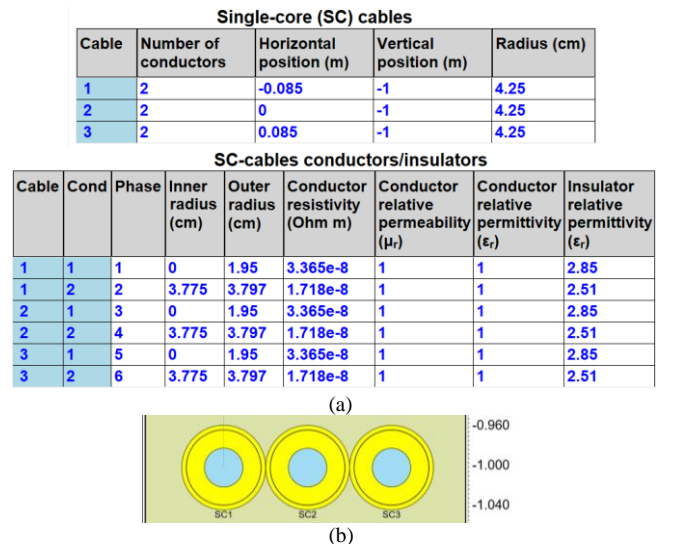 Single-core (SC) cables
Cable Number of conductors Horizontal position (m) Vertical position (m) Radius (cm)
1 2 -0.085 -1 4.25
2 2 0 -1 4.25
3 2 0.085 -1 4.25
SC-cables conductors/insulators
Cable Cond Phase Inner radius (cm) Outer radius (cm) Conductor resistivity (Ohm m) Conductor relative permeability (μᵣ) Conductor relative permittivity (εᵣ) Insulator relative permittivity (εᵣ)
1 1 1 0 1.95 3.365e-8 1 1 2.85
1 2 2 3.775 3.797 1.718e-8 1 1 2.51
2 1 3 0 1.95 3.365e-8 1 1 2.85
2 2 4 3.775 3.797 1.718e-8 1 1 2.51
3 1 5 0 1.95 3.365e-8 1 1 2.85
3 2 6 3.775 3.797 1.718e-8 1 1 2.51
(a)
-0.960
-1.000
-1.040
SC1 SC2 SC3
(b)